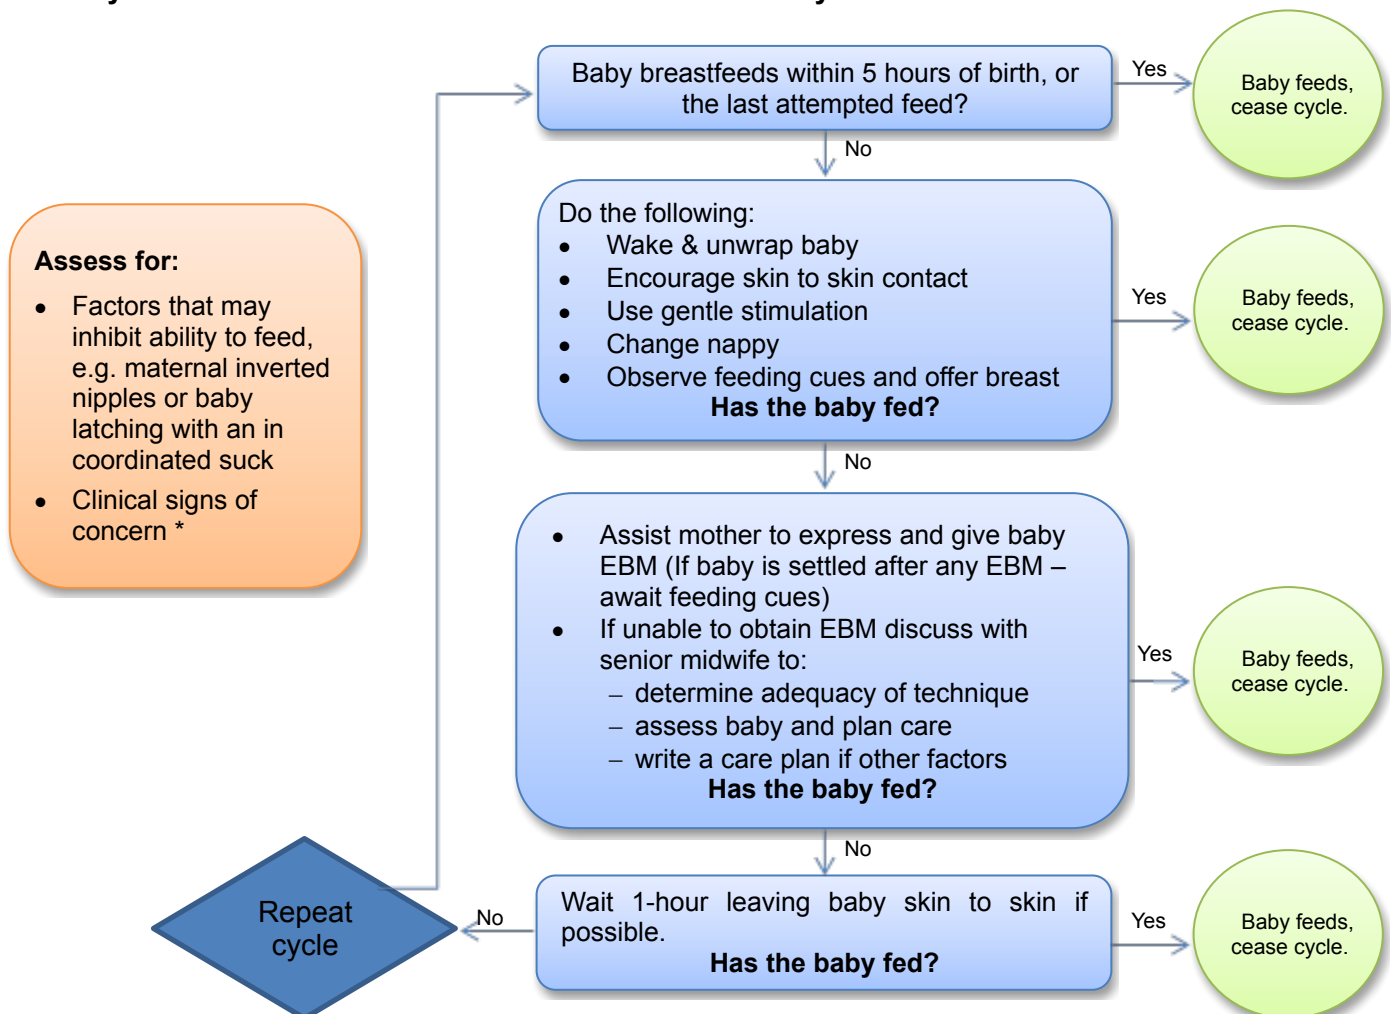 Baby breastfeeds within 5 hours of birth, or
the last attempted feed?
Yes
Baby feeds,
cease cycle.
No
Do the following:
• Wake & unwrap baby
• Encourage skin to skin contact
• Use gentle stimulation
• Change nappy
• Observe feeding cues and offer breast
Has the baby fed?
Yes
Baby feeds,
cease cycle.
Assess for:
• Factors that may
inhibit ability to feed,
e.g. maternal inverted
nipples or baby
latching with an in
coordinated suck
• Clinical signs of
concern *
No
• Assist mother to express and give baby
EBM (If baby is settled after any EBM –
await feeding cues)
• If unable to obtain EBM discuss with
senior midwife to:
– determine adequacy of technique
– assess baby and plan care
– write a care plan if other factors
Has the baby fed?
Yes
Baby feeds,
cease cycle.
No
Wait 1-hour leaving baby skin to skin if
possible.
Has the baby fed?
Yes
Baby feeds,
cease cycle.
No
Repeat
cycle